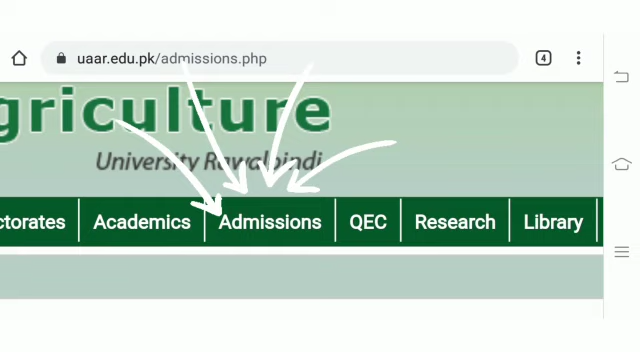 uaar.edu.pk/admissions.php
4
griculture
University Rawalpindi
ctorates Academics Admissions QEC Research Library